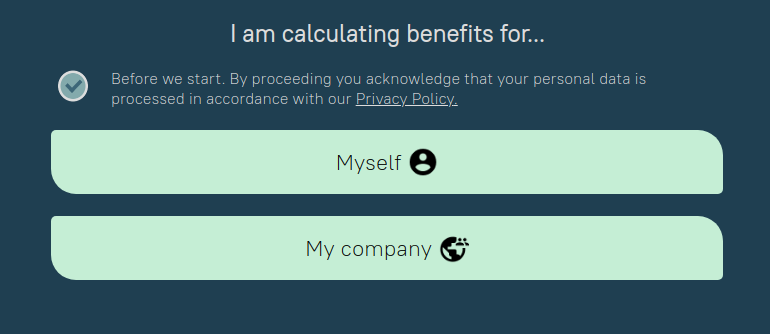 I am calculating benefits for...
Before we start. By proceeding you acknowledge that your personal data is
processed in accordance with our Privacy Policy.
Myself
My company